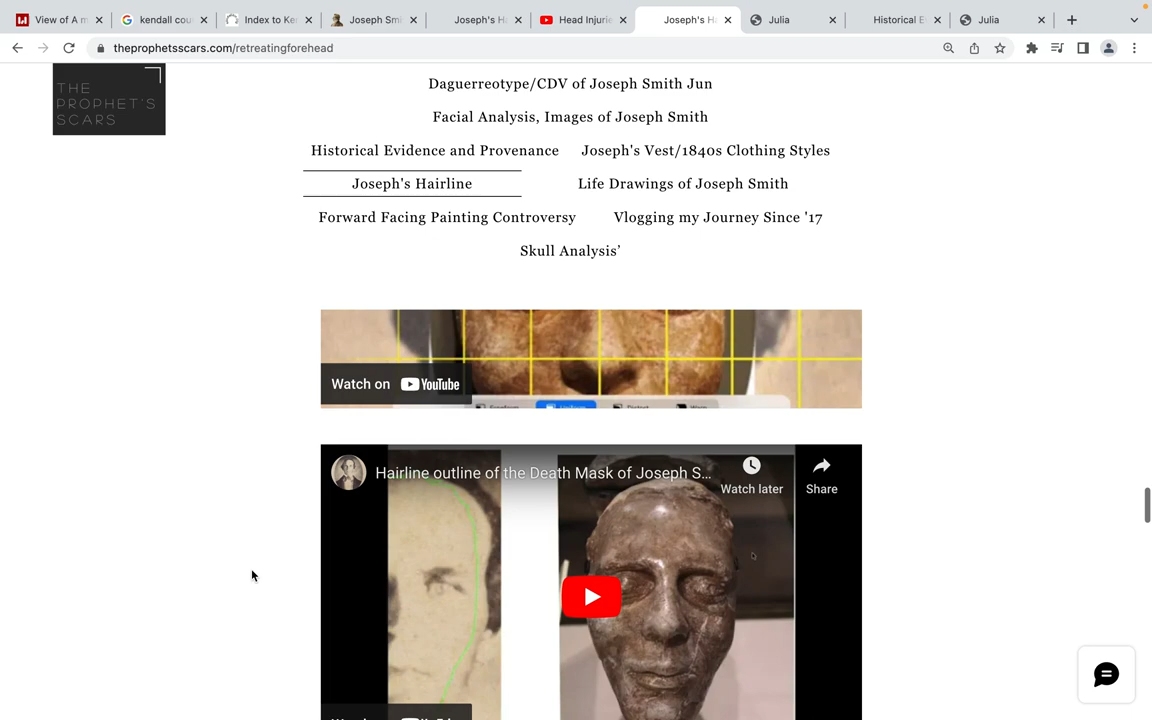 View of A m
kendall cou
Index to Ke
Joseph Smi
Joseph's Ha
Head Injurie
Joseph's Ha
Julia
Historical E
Julia
theprophetsscars.com/retreatingforehead
THE
PROPHET'S
SCARS
Daguerreotype/CDV of Joseph Smith Jun
Facial Analysis, Images of Joseph Smith
Historical Evidence and Provenance
Joseph's Vest/1840s Clothing Styles
Joseph's Hairline
Life Drawings of Joseph Smith
Forward Facing Painting Controversy
Vlogging my Journey Since '17
Skull Analysis’
Watch on YouTube
Hairline outline of the Death Mask of Joseph S...
Watch later
Share